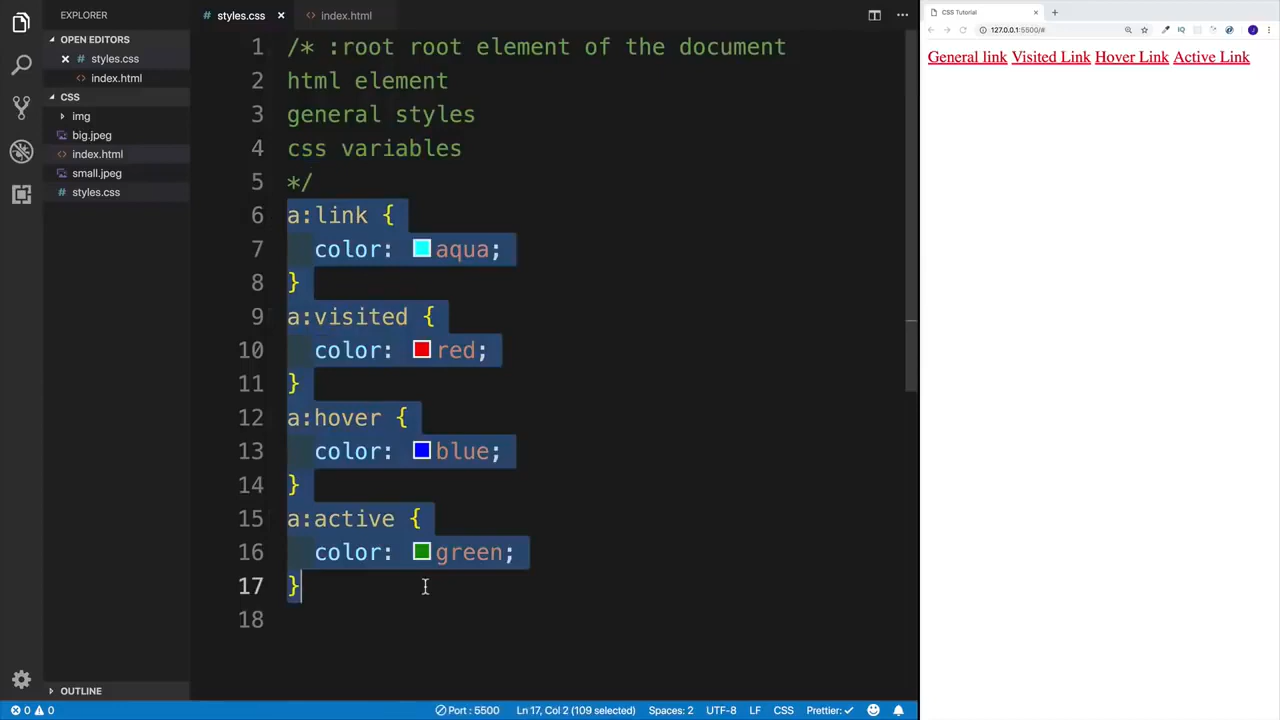 EXPLORER
OPEN EDITORS
styles.css
index.html
CSS
img
big.jpeg
index.html
small.jpeg
styles.css
OUTLINE
styles.css
index.html
1 /* :root root element of the document
2 html element
3 general styles
4 css variables
5 */
6 a:link {
7 color: aqua;
8 }
9 a:visited {
10 color: red;
11 }
12 a:hover {
13 color: blue;
14 }
15 a:active {
16 color: green;
17 }
18
0 0
Port : 5500 Ln 17, Col 2 (109 selected) Spaces: 2 UTF-8 LF CSS Prettier: ✓
CSS Tutorial
127.0.0.1:5500/#
General link Visited Link Hover Link Active Link